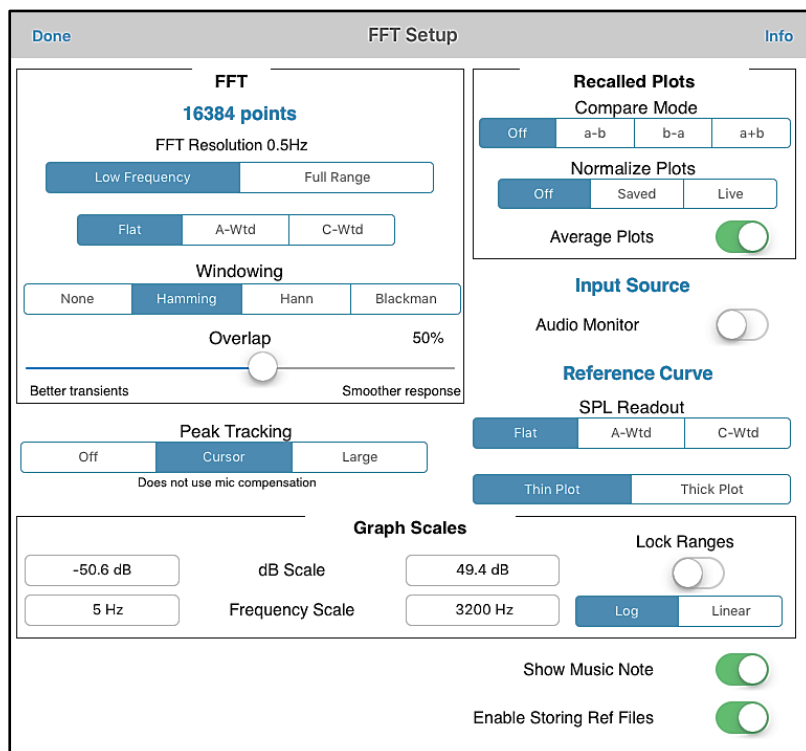 Done FFT Setup Info
FFT
16384 points
FFT Resolution 0.5Hz
Low Frequency Full Range
Flat A-Wtd C-Wtd
Windowing
None Hamming Hann Blackman
Overlap 50%
Better transients Smoother response
Peak Tracking
Off Cursor Large
Does not use mic compensation
Recalled Plots
Compare Mode
Off a-b b-a a+b
Normalize Plots
Off Saved Live
Average Plots
Input Source
Audio Monitor
Reference Curve
SPL Readout
Flat A-Wtd C-Wtd
Thin Plot Thick Plot
Graph Scales
Lock Ranges
-50.6 dB dB Scale 49.4 dB
5 Hz Frequency Scale 3200 Hz Log Linear
Show Music Note
Enable Storing Ref Files